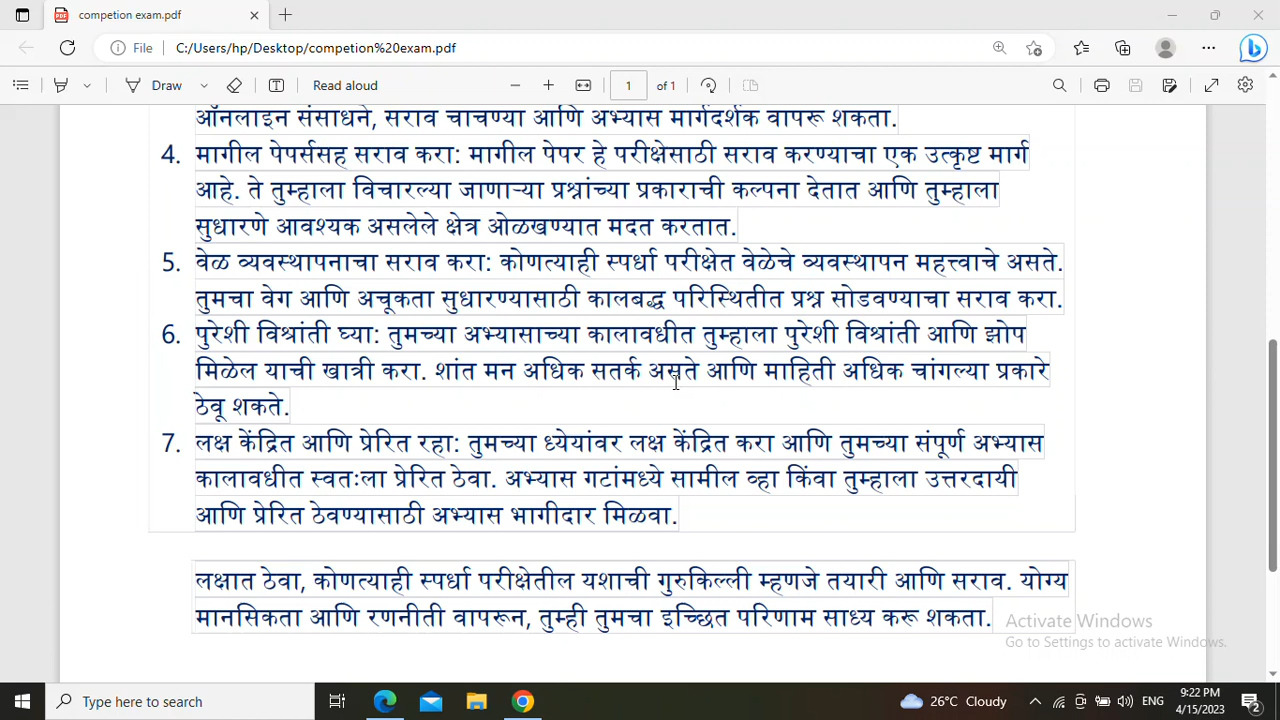 competion exam.pdf
File C:/Users/hp/Desktop/competion%20exam.pdf
Draw Read aloud 1 of 1
ऑनलाइन संसाधने, सराव चाचण्या आणि अभ्यास मार्गदर्शक वापरू शकता.
4. मागील पेपर्ससह सराव करा: मागील पेपर हे परीक्षेसाठी सराव करण्याचा एक उत्कृष्ट मार्ग
आहे. ते तुम्हाला विचारल्या जाणाऱ्या प्रश्नांच्या प्रकाराची कल्पना देतात आणि तुम्हाला
सुधारणे आवश्यक असलेले क्षेत्र ओळखण्यात मदत करतात.
5. वेळ व्यवस्थापनाचा सराव करा: कोणत्याही स्पर्धा परीक्षेत वेळेचे व्यवस्थापन महत्त्वाचे असते.
तुमचा वेग आणि अचूकता सुधारण्यासाठी कालबद्ध परिस्थितीत प्रश्न सोडवण्याचा सराव करा.
6. पुरेशी विश्रांती घ्या: तुमच्या अभ्यासाच्या कालावधीत तुम्हाला पुरेशी विश्रांती आणि झोप
मिळेल याची खात्री करा. शांत मन अधिक सतर्क असते आणि माहिती अधिक चांगल्या प्रकारे
ठेवू शकते.
7. लक्ष केंद्रित आणि प्रेरित रहा: तुमच्या ध्येयांवर लक्ष केंद्रित करा आणि तुमच्या संपूर्ण अभ्यास
कालावधीत स्वतःला प्रेरित ठेवा. अभ्यास गटांमध्ये सामील व्हा किंवा तुम्हाला उत्तरदायी
आणि प्रेरित ठेवण्यासाठी अभ्यास भागीदार मिळवा.
लक्षात ठेवा, कोणत्याही स्पर्धा परीक्षेतील यशाची गुरुकिल्ली म्हणजे तयारी आणि सराव. योग्य
मानसिकता आणि रणनीती वापरून, तुम्ही तुमचा इच्छित परिणाम साध्य करू शकता.
Activate Windows
Go to Settings to activate Windows.
Type here to search
26°C Cloudy
ENG
9:22 PM
4/15/2023
2